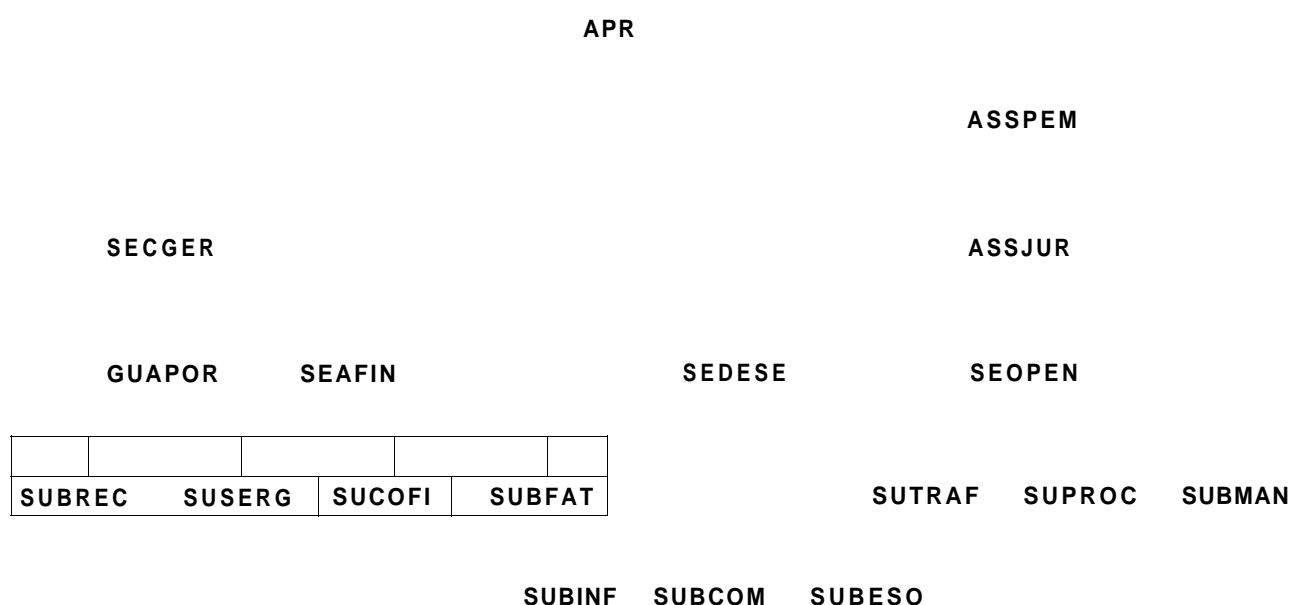 APR
ASSPEM
SECGER ASSJUR
GUAPOR SEAFIN SEDESE SEOPEN
SUBREC SUSERG SUCOFI SUBFAT SUTRAF SUPROC SUBMAN
SUBINF SUBCOM SUBESO